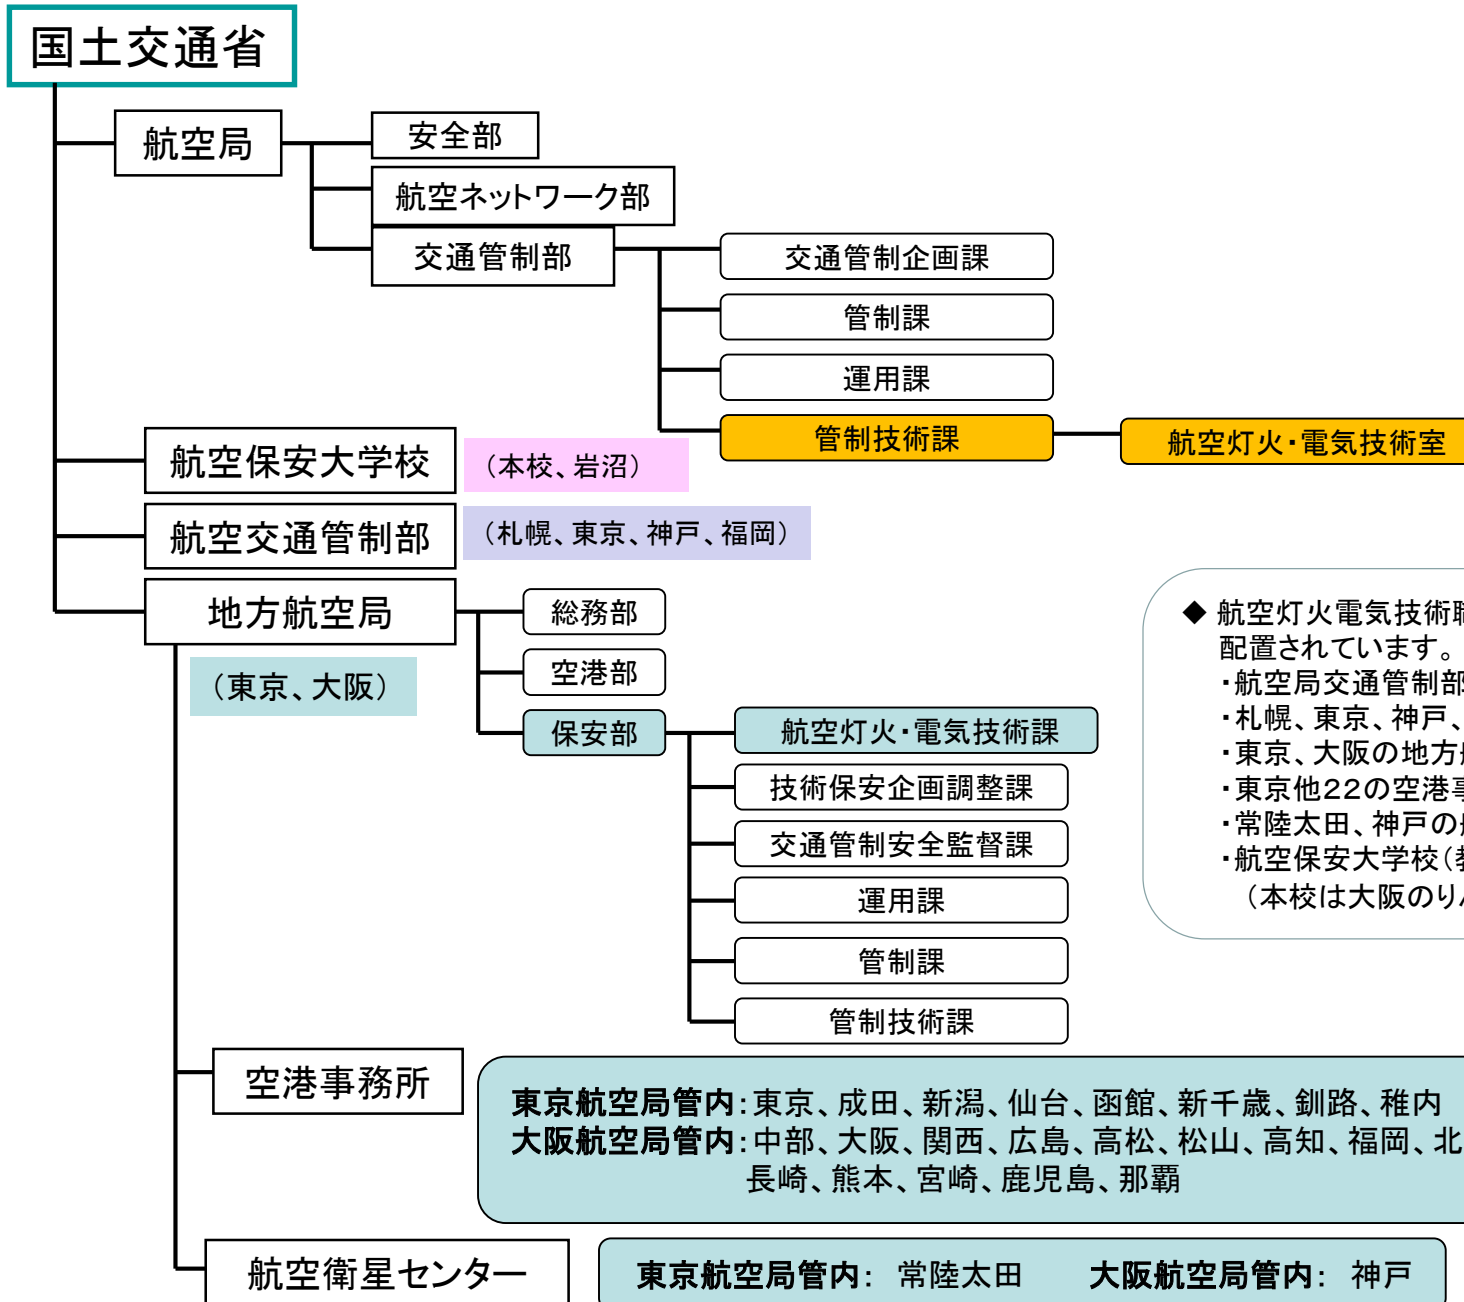 国土交通省
航空局
安全部
航空ネットワーク部
交通管制部
交通管制企画課
管制課
運用課
管制技術課
航空灯火・電気技術室
航空保安大学校
（本校、岩沼）
航空交通管制部
（札幌、東京、神戸、福岡）
地方航空局
（東京、大阪）
総務部
空港部
保安部
航空灯火・電気技術課
技術保安企画調整課
交通管制安全監督課
運用課
管制課
管制技術課
◆ 航空灯火電気技術
配置されています。
・航空局交通管制部
・札幌、東京、神戸、
・東京、大阪の地方
・東京他22の空港事
・常陸太田、神戸の
・航空保安大学校（
（本校は大阪のり
空港事務所
東京航空局管内：東京、成田、新潟、仙台、函館、新千歳、釧路、稚内
大阪航空局管内：中部、大阪、関西、広島、高松、松山、高知、福岡、北
長崎、熊本、宮崎、鹿児島、那覇
航空衛星センター
東京航空局管内： 常陸太田　　大阪航空局管内： 神戸